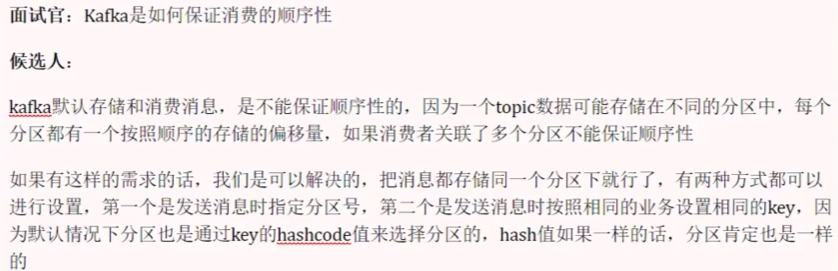 面试官：Kafka是如何保证消费的顺序性
候选人：
kafka默认存储和消费消息，是不能保证顺序性的，因为一个topic数据可能存储在不同的分区中，每个
分区都有一个按照顺序的存储的偏移量，如果消费者关联了多个分区不能保证顺序性
如果有这样的需求的话，我们是可以解决的，把消息都存储同一个分区下就行了，有两种方式都可以
进行设置，第一个是发送消息时指定分区号，第二个是发送消息时按照相同的业务设置相同的key，因
为默认情况下分区也是通过key的hashcode值来选择分区的，hash值如果一样的话，分区肯定也是一样
的